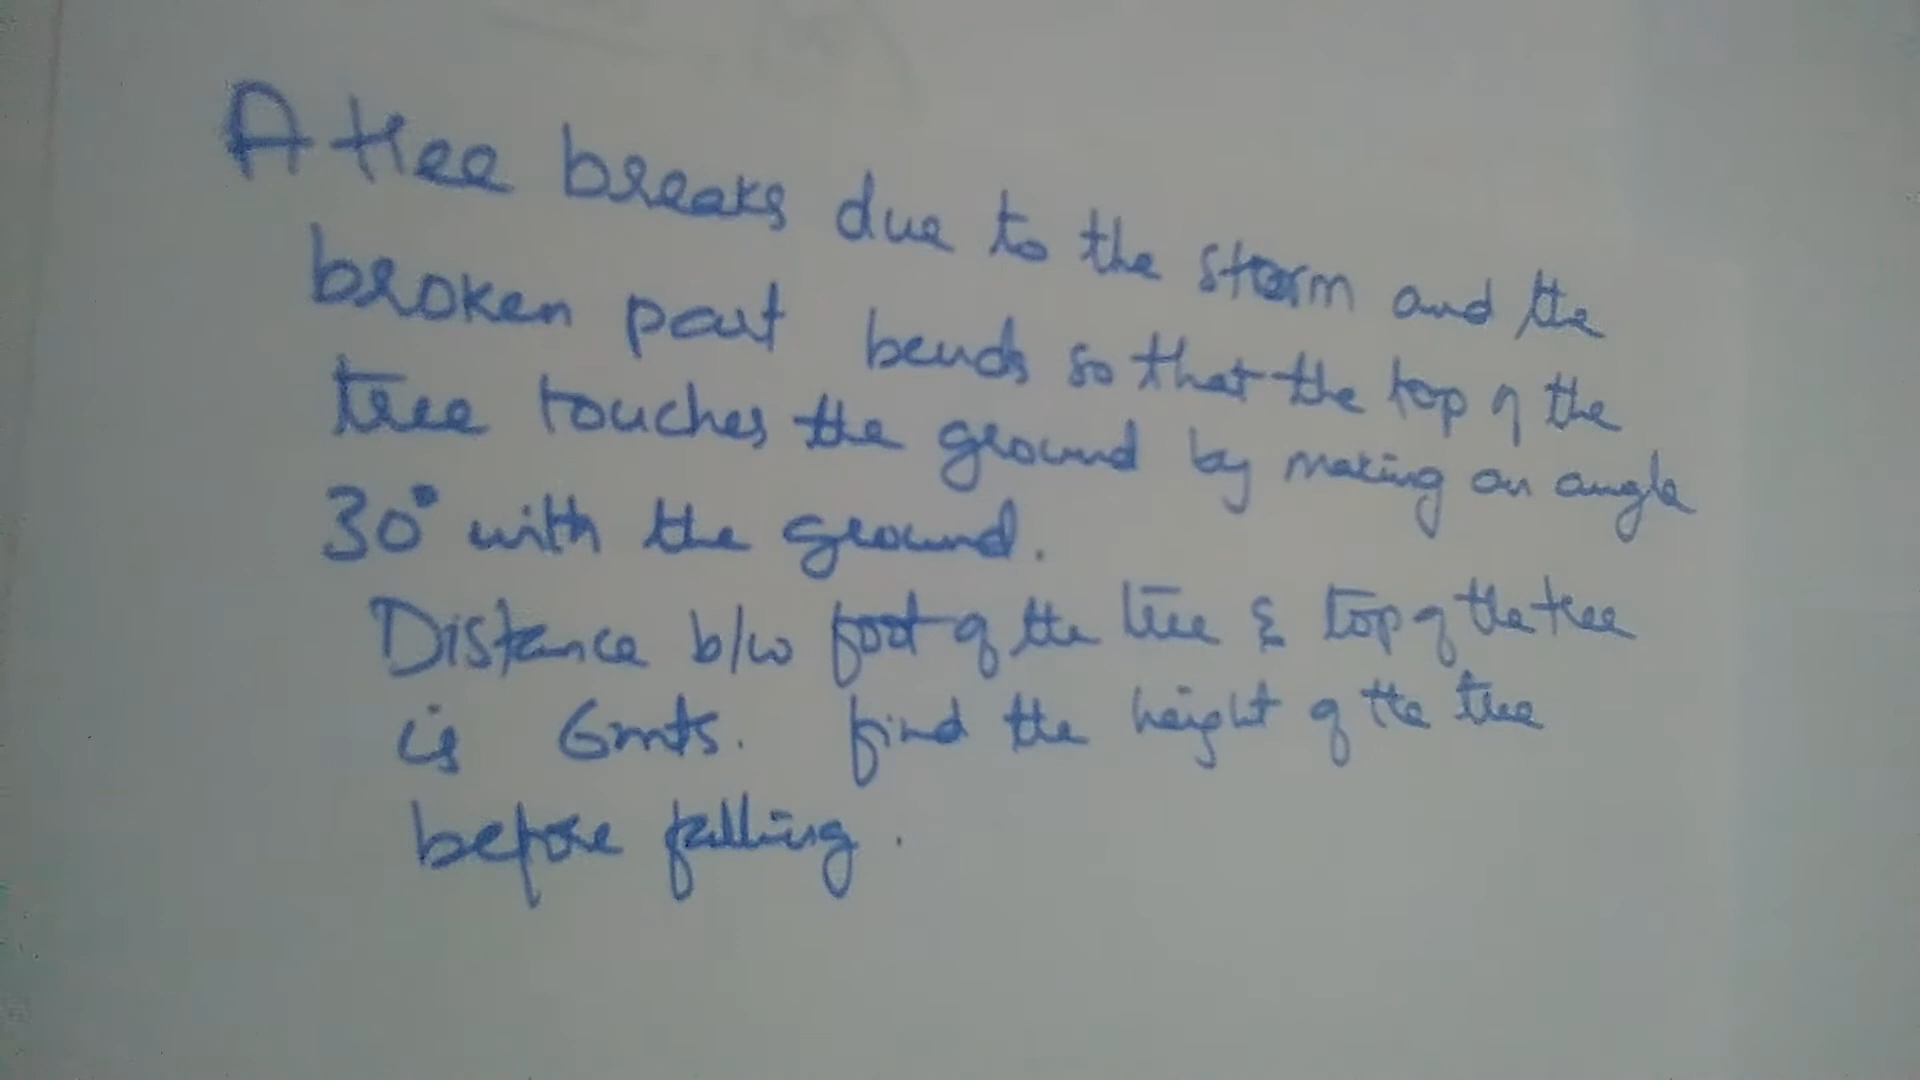 A tree breaks due to the storm and the
broken part bends so that the top of the
tree touches the ground by making an angle
30° with the ground.
Distance b/w foot of the tree & top of the tree
is 6mts. find the height of the tree
before falling.